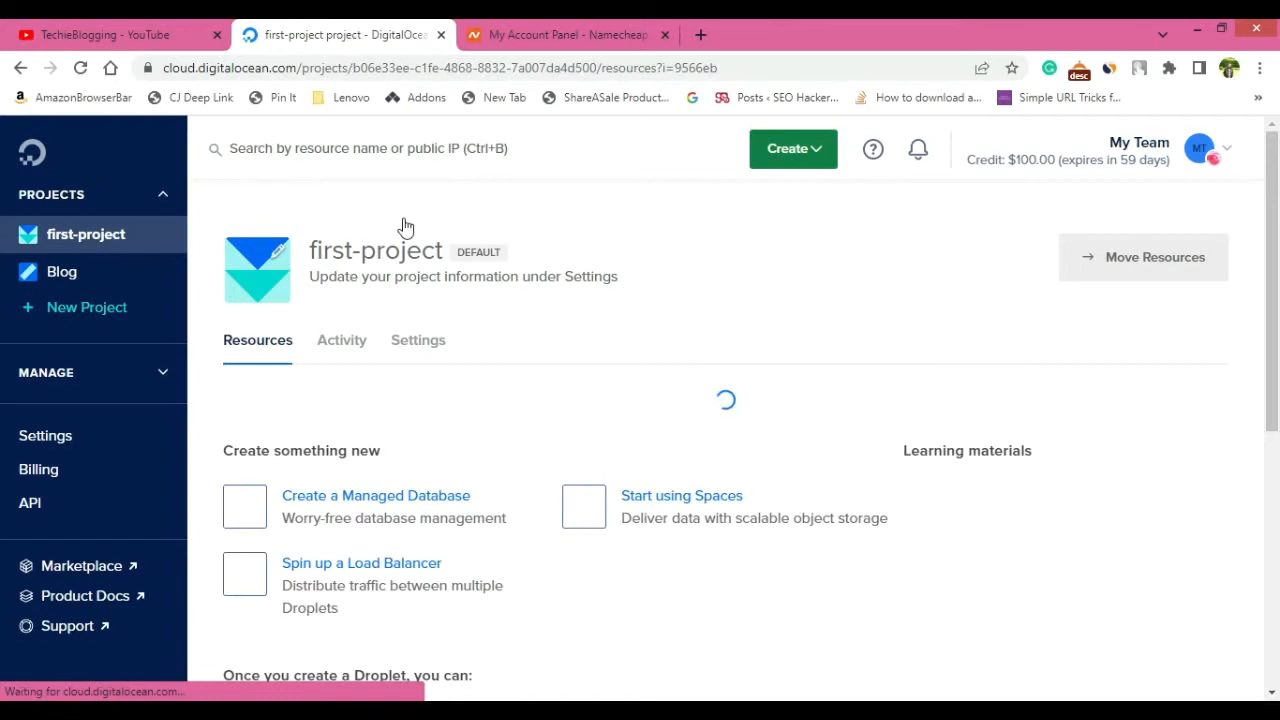 TechieBlogging - YouTube
first-project project - DigitalOcea
My Account Panel - Namecheap
cloud.digitalocean.com/projects/b06e33ee-c1fe-4868-8832-7a007da4d500/resources?i=9566eb
desc
AmazonBrowserBar
CJ Deep Link
Pin It
Lenovo
Addons
New Tab
ShareASale Product...
Posts ‹ SEO Hacker...
How to download a...
Simple URL Tricks f...
»
Search by resource name or public IP (Ctrl+B)
Create
My Team
Credit: $100.00 (expires in 59 days)
MT
PROJECTS
first-project
Blog
+ New Project
MANAGE
Settings
Billing
API
Marketplace ↗
Product Docs ↗
Support ↗
first-project
DEFAULT
Update your project information under Settings
→ Move Resources
Resources
Activity
Settings
Create something new
Learning materials
Create a Managed Database
Worry-free database management
Start using Spaces
Deliver data with scalable object storage
Spin up a Load Balancer
Distribute traffic between multiple
Droplets
Once you create a Droplet, you can:
Waiting for cloud.digitalocean.com...